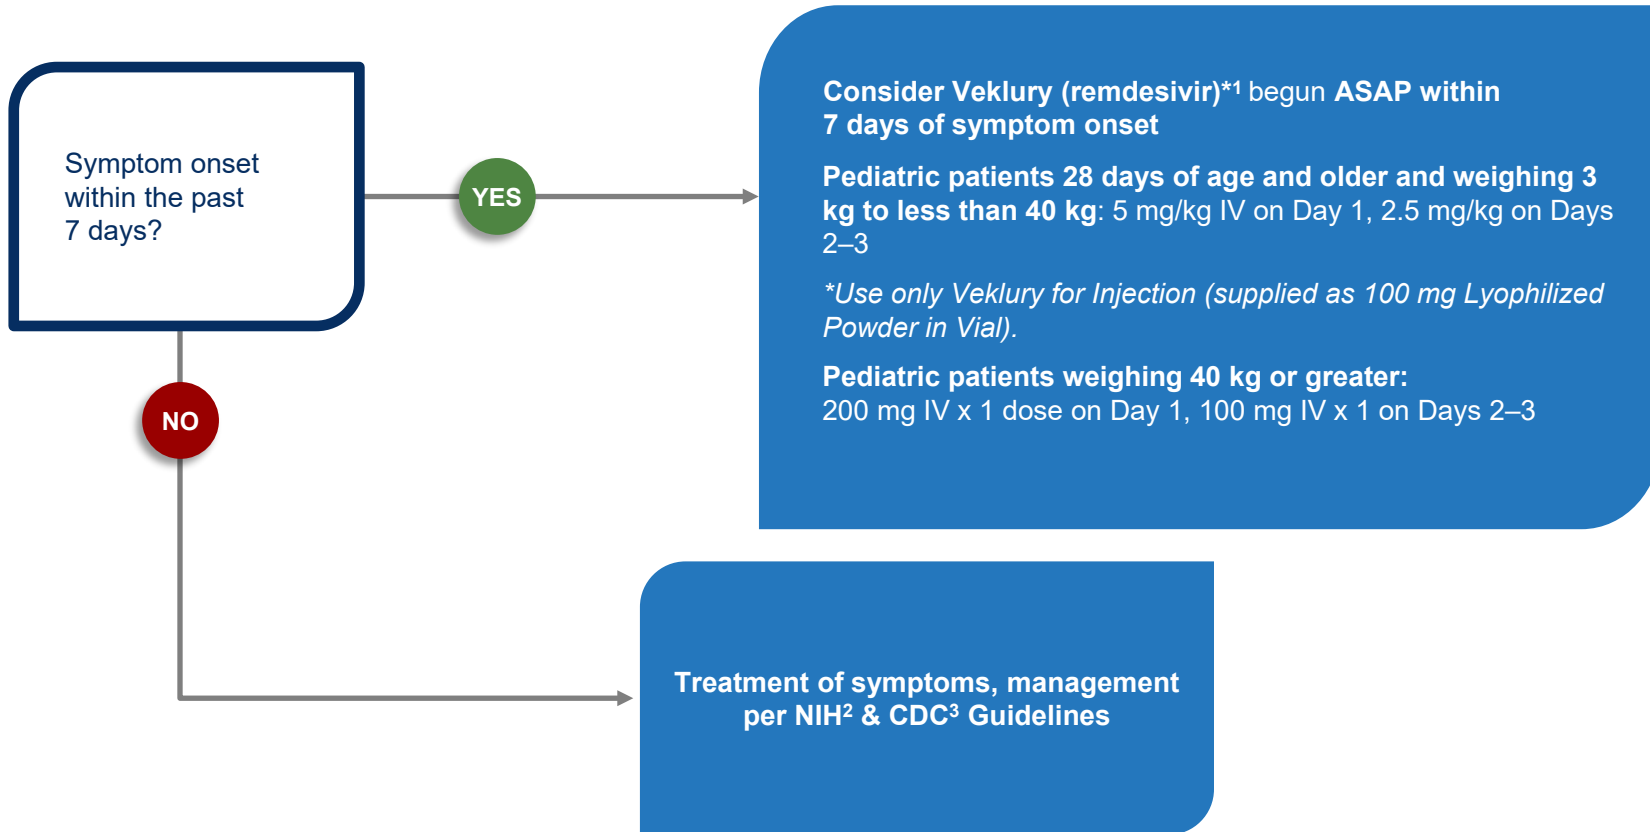 Symptom onset
within the past
7 days?
YES
NO
Consider Veklury (remdesivir)*1 begun ASAP within
7 days of symptom onset
Pediatric patients 28 days of age and older and weighing 3
kg to less than 40 kg: 5 mg/kg IV on Day 1, 2.5 mg/kg on Days
2–3
*Use only Veklury for Injection (supplied as 100 mg Lyophilized
Powder in Vial).
Pediatric patients weighing 40 kg or greater:
200 mg IV x 1 dose on Day 1, 100 mg IV x 1 on Days 2–3
Treatment of symptoms, management
per NIH2 & CDC3 Guidelines